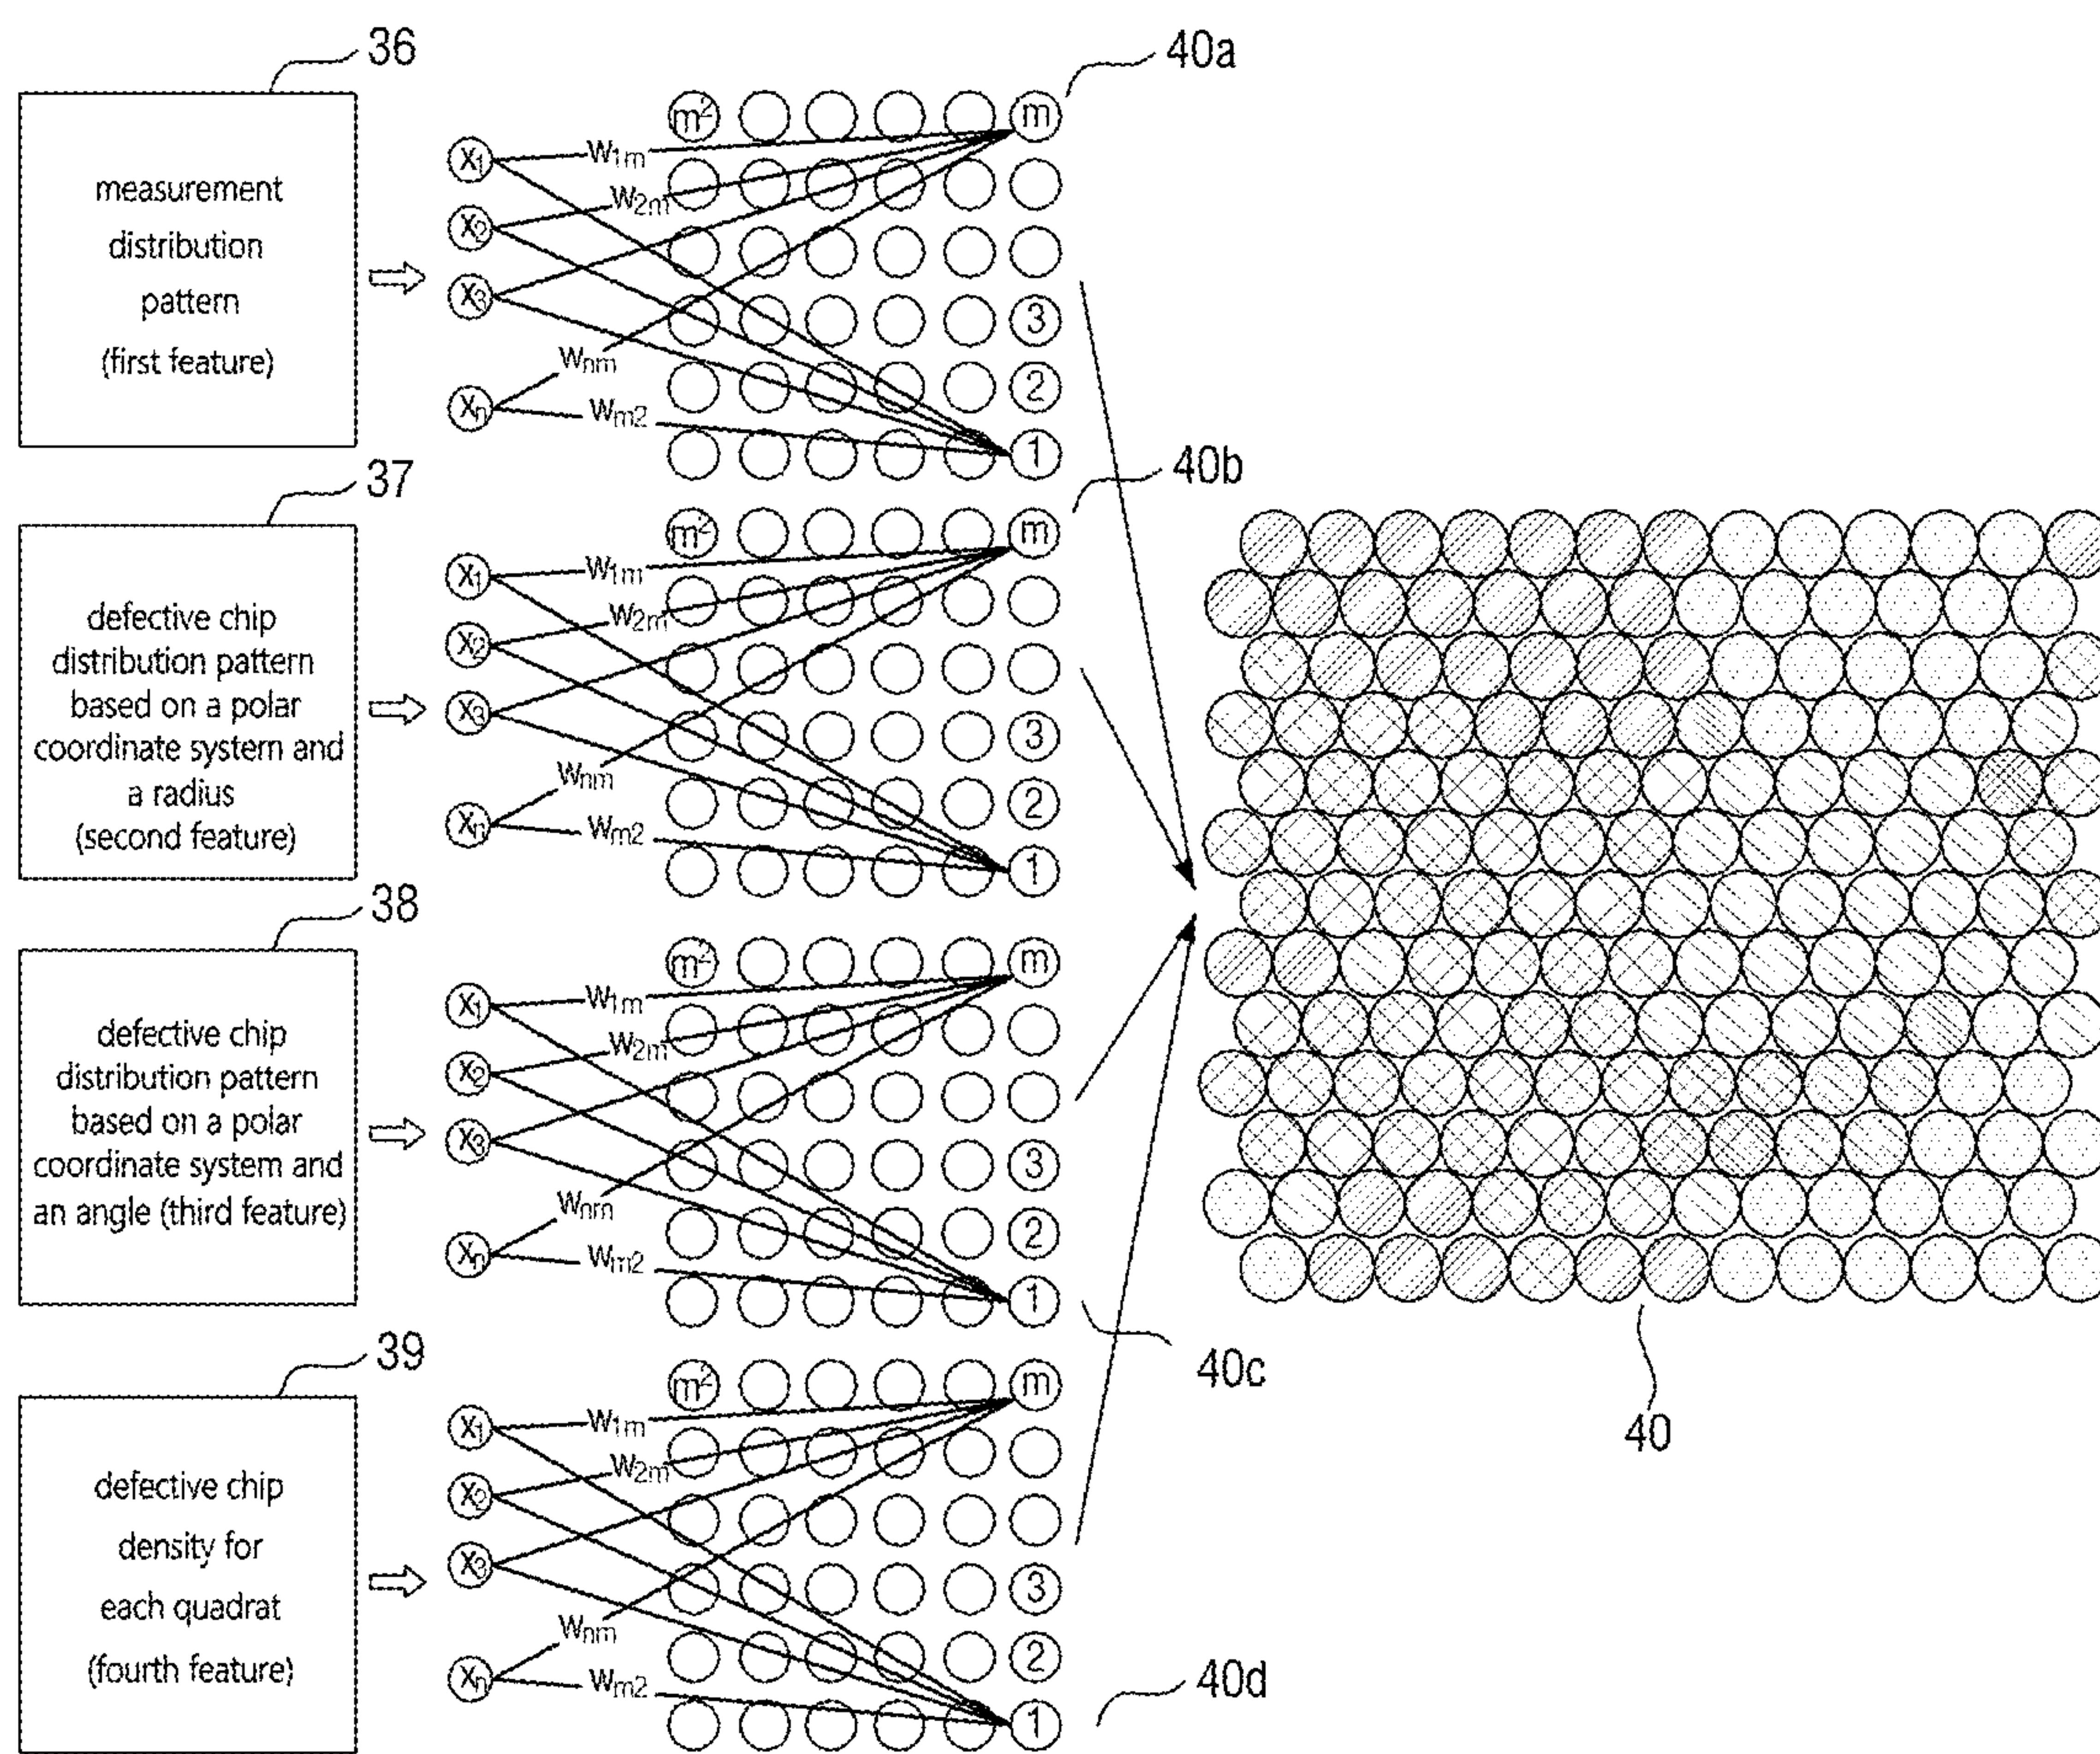 36
measurement
distribution
pattern
(first feature)
x1
x2
x3
xn
w1m
w2m
wnm
wm2
m²
m
3
2
1
40a
37
defective chip
distribution pattern
based on a polar
coordinate system and
a radius
(second feature)
x1
x2
x3
xn
w1m
w2m
wnm
wm2
m²
m
3
2
1
40b
38
defective chip
distribution pattern
based on a polar
coordinate system and
an angle (third feature)
x1
x2
x3
xn
w1m
w2m
wnm
wm2
m²
m
3
2
1
40c
39
defective chip
density for
each quadrat
(fourth feature)
x1
x2
x3
xn
w1m
w2m
wnm
wm2
m²
m
3
2
1
40d
40